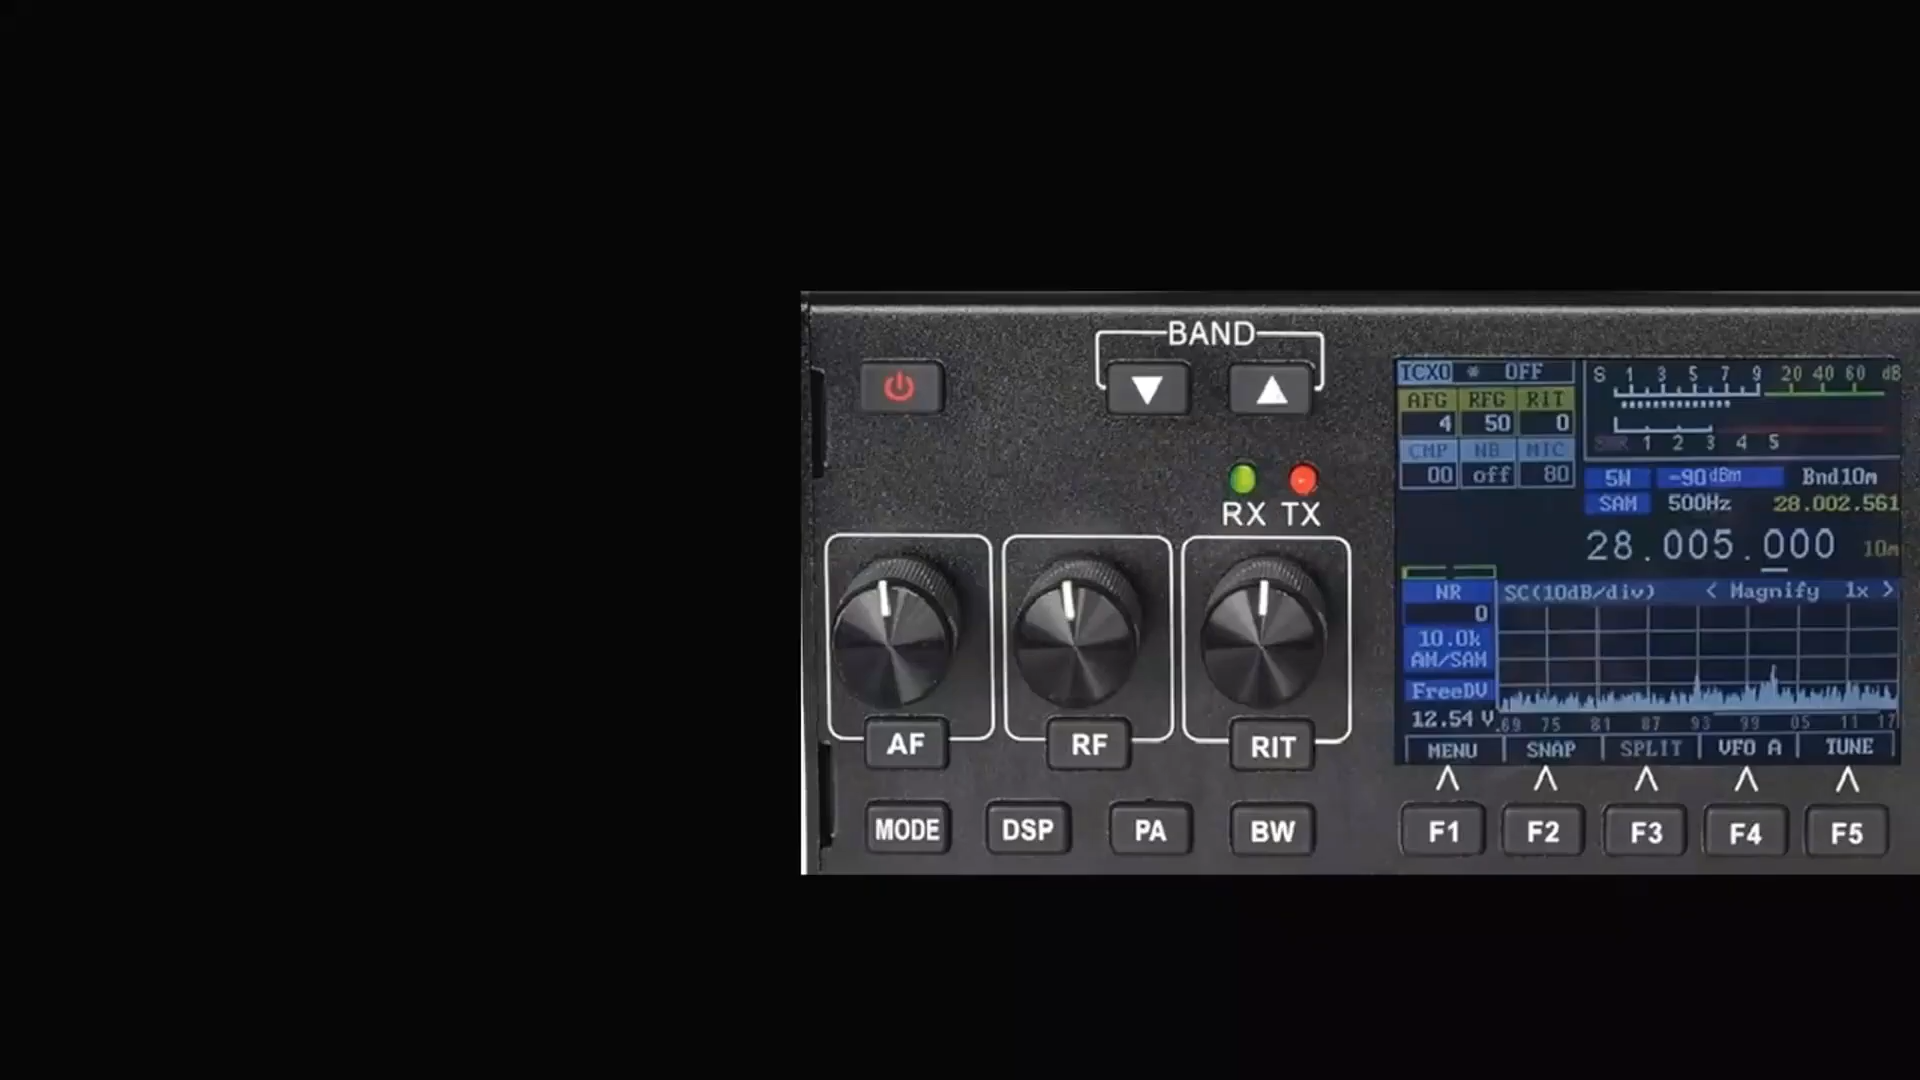 BAND
RX TX
AF RF RIT
MODE DSP PA BW
TCXO * OFF
AFG RFG RIT
4 50 0
CMP NB MIC
00 off 80
S 1 3 5 7 9 20 40 60 dB
1 2 3 4 5
5W -90dBm Bnd10m
SAM 500Hz 28.002.561
28.005.000 10m
NR SC(10dB/div) < Magnify 1x >
0
10.0k
AM/SAM
FreeDV
12.54 V .69 75 81 87 93 99 05 11 17
MENU SNAP SPLIT VFO A TUNE
F1 F2 F3 F4 F5